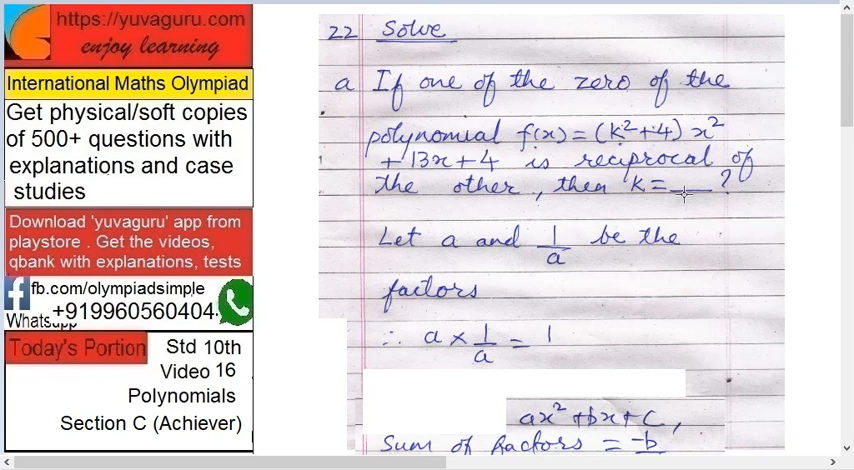 https://yuvaguru.com
enjoy learning
International Maths Olympiad
Get physical/soft copies
of 500+ questions with
explanations and case
studies
Download 'yuvaguru' app from
playstore . Get the videos,
qbank with explanations, tests
fb.com/olympiadsimple
+919960560404
Whatsupp
Today's Portion
Std 10th
Video 16
Polynomials
Section C (Achiever)
22 Solve
a If one of the zero of the
polynomial f(x) = (k²+4) x²
+ 13x + 4 is reciprocal of
the other, then k = __ ?
Let a and 1/a be the
factors
∴ a × 1/a = 1
ax² + bx + c,
Sum of factors = -b